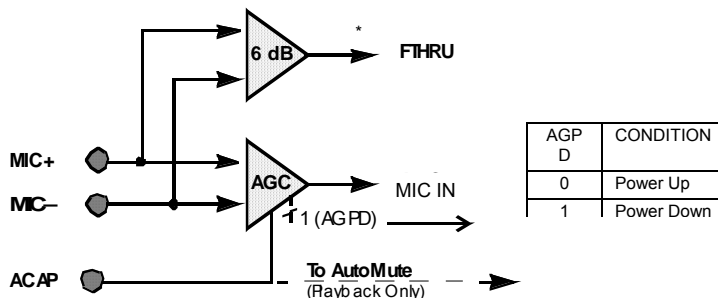 *
6 dB
FTHRU
MIC+
MIC–
AGC
MIC IN
1 (AGPD)
ACAP
To AutoMute
(Playback Only)
AGP
D
CONDITION
0
Power Up
1
Power Down